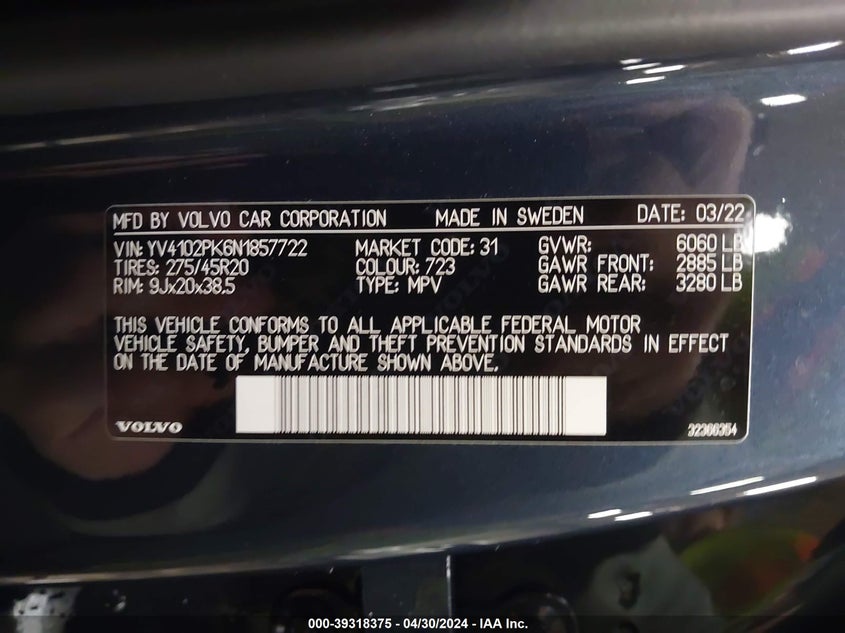 MFD BY VOLVO CAR CORPORATION MADE IN SWEDEN DATE: 03/22
VIN: YV4102PK6N1857722 MARKET CODE: 31 GVWR: 6060 LB
TIRES: 275/45R20 COLOUR: 723 GAWR FRONT: 2885 LB
RIM: 9Jx20x38.5 TYPE: MPV GAWR REAR: 3280 LB
THIS VEHICLE CONFORMS TO ALL APPLICABLE FEDERAL MOTOR
VEHICLE SAFETY, BUMPER AND THEFT PREVENTION STANDARDS IN EFFECT
ON THE DATE OF MANUFACTURE SHOWN ABOVE.
VOLVO 32366354
000-39318375 - 04/30/2024 - IAA Inc.